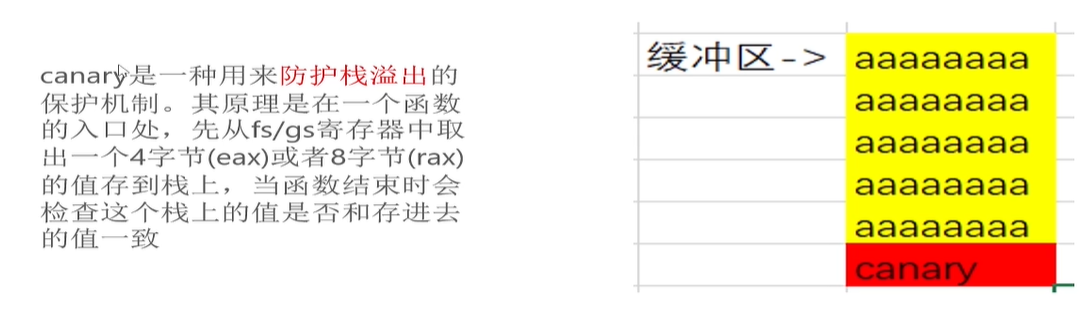 canary是一种用来防护栈溢出的
保护机制。其原理是在一个函数
的入口处，先从fs/gs寄存器中取
出一个4字节(eax)或者8字节(rax)
的值存到栈上，当函数结束时会
检查这个栈上的值是否和存进去
的值一致
缓冲区-> aaaaaaaa
aaaaaaaa
aaaaaaaa
aaaaaaaa
aaaaaaaa
canary